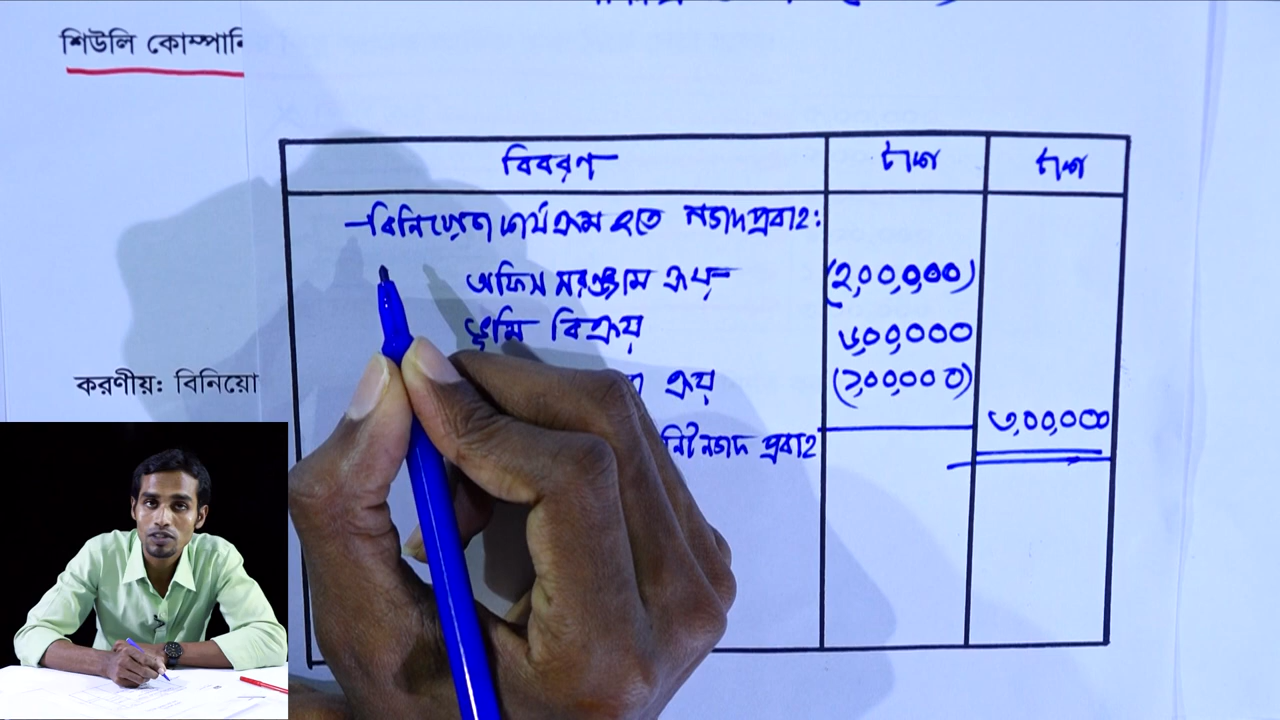 শিউলি কোম্পানি
বিবরণ টাকা টাকা
বিনিয়োগ কার্যক্রম হতে নগদ প্রবাহ:
অফিস সরঞ্জাম ক্রয় (২,০০,০০০)
ভূমি বিক্রয় ৬,০০,০০০
ক্রয় (১,০০,০০০)
নিট নগদ প্রবাহ ৩,০০,০০০
করণীয়: বিনিয়ো